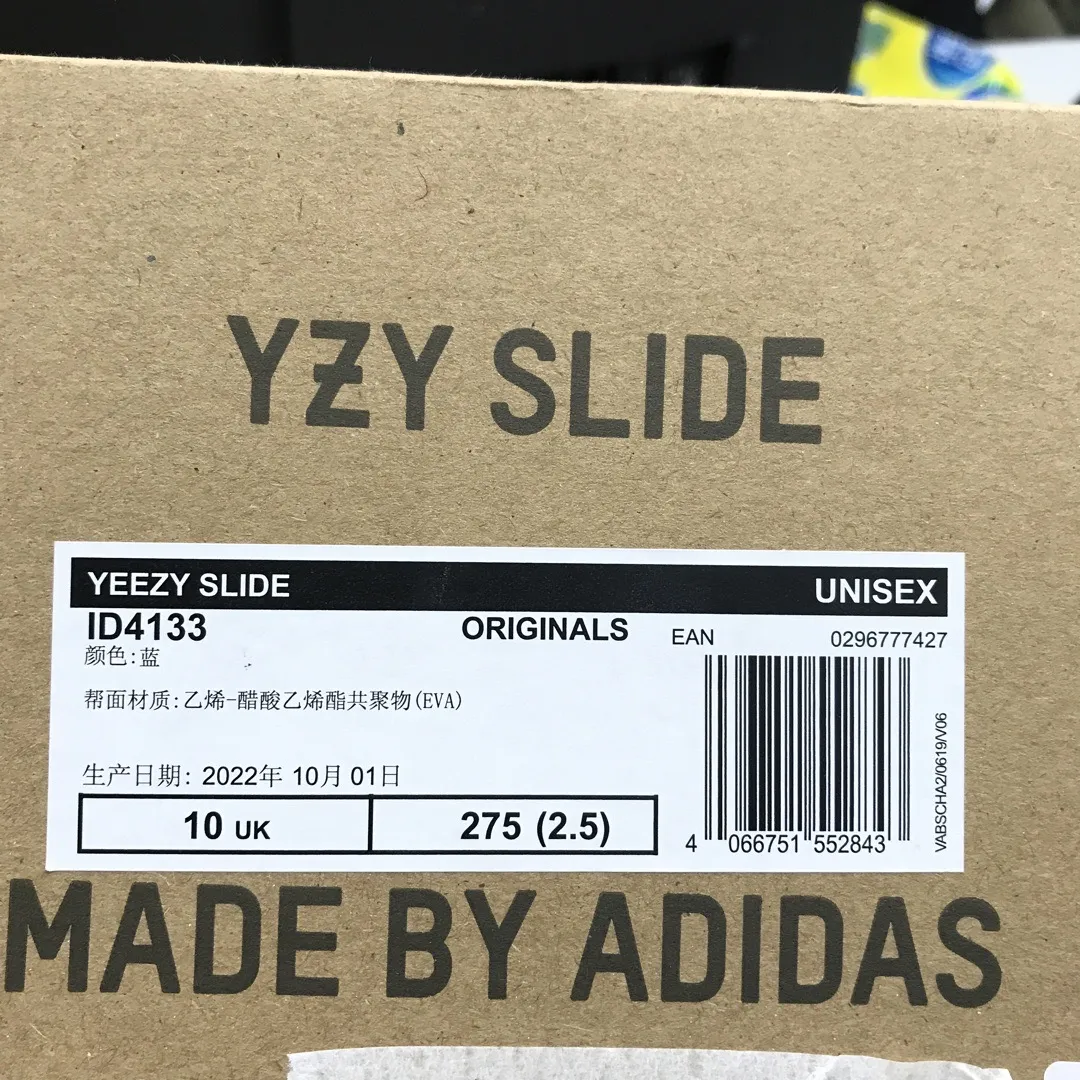 YZY SLIDE
YEEZY SLIDE UNISEX
ID4133 ORIGINALS EAN 0296777427
颜色:蓝
帮面材质:乙烯-醋酸乙烯酯共聚物(EVA)
生产日期: 2022年 10月 01日
10 UK 275 (2.5)
4 066751 552843
VABSCHA2/0619/V06
MADE BY ADIDAS